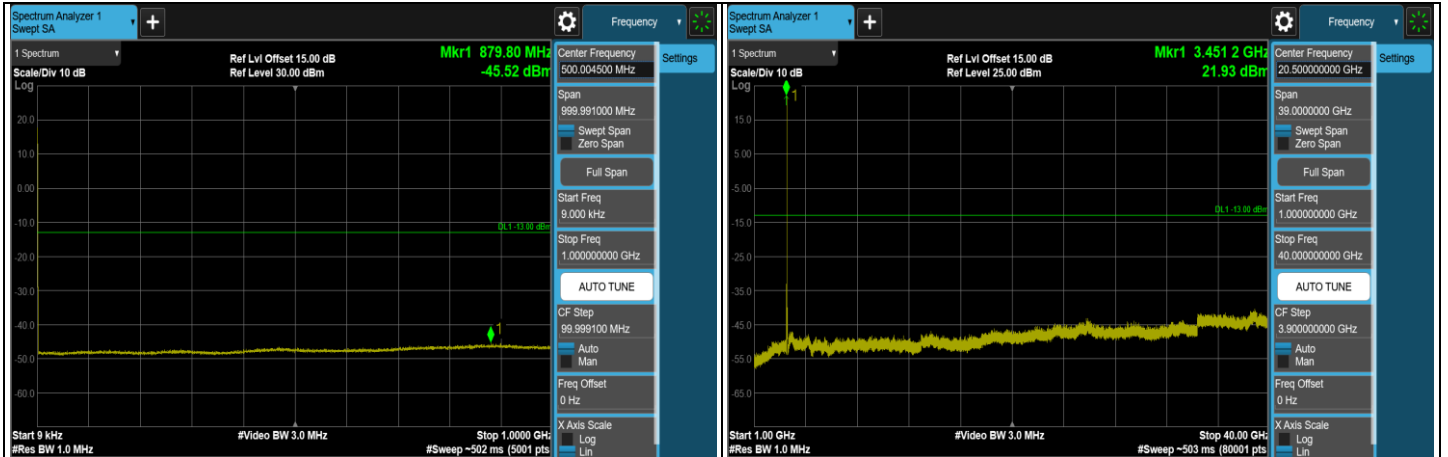 Spectrum Analyzer 1
Swept SA
+
Frequency
1 Spectrum
Scale/Div 10 dB
Log
Ref Lvl Offset 15.00 dB
Ref Level 30.00 dBm
Mkr1 879.80 MHz
-45.52 dBm
20.0
10.0
0.00
-10.0
-20.0
-30.0
-40.0
-50.0
-60.0
DL1 -13.00 dBm
1
Start 9 kHz
#Res BW 1.0 MHz
#Video BW 3.0 MHz
Stop 1.0000 GHz
#Sweep ~502 ms (5001 pts
Center Frequency
500.004500 MHz
Settings
Span
999.991000 MHz
Swept Span
Zero Span
Full Span
Start Freq
9.000 kHz
Stop Freq
1.000000000 GHz
AUTO TUNE
CF Step
99.999100 MHz
Auto
Man
Freq Offset
0 Hz
X Axis Scale
Log
Lin
Spectrum Analyzer 1
Swept SA
+
Frequency
1 Spectrum
Scale/Div 10 dB
Log
Ref Lvl Offset 15.00 dB
Ref Level 25.00 dBm
Mkr1 3.451 2 GHz
21.93 dBm
1
15.0
5.00
-5.00
-15.0
-25.0
-35.0
-45.0
-55.0
-65.0
DL1 -13.00 dBm
Start 1.00 GHz
#Res BW 1.0 MHz
#Video BW 3.0 MHz
Stop 40.00 GHz
#Sweep ~503 ms (80001 pts
Center Frequency
20.500000000 GHz
Settings
Span
39.0000000 GHz
Swept Span
Zero Span
Full Span
Start Freq
1.000000000 GHz
Stop Freq
40.000000000 GHz
AUTO TUNE
CF Step
3.900000000 GHz
Auto
Man
Freq Offset
0 Hz
X Axis Scale
Log
Lin